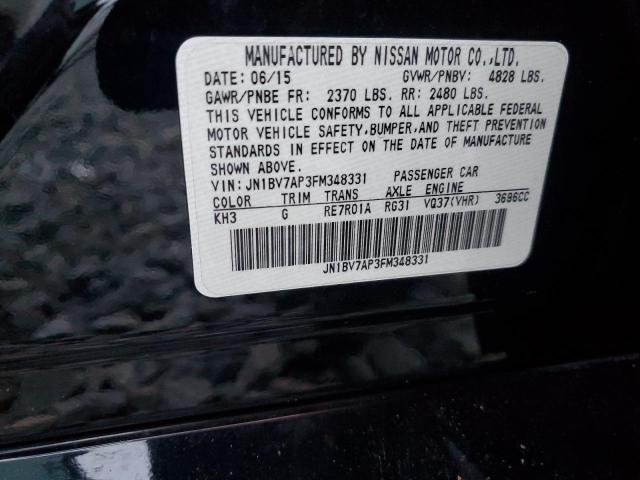 MANUFACTURED BY NISSAN MOTOR CO.,LTD.
DATE: 06/15 GVWR/PNBV: 4828 LBS.
GAWR/PNBE FR: 2370 LBS. RR: 2480 LBS.
THIS VEHICLE CONFORMS TO ALL APPLICABLE FEDERAL
MOTOR VEHICLE SAFETY,BUMPER,AND THEFT PREVENTION
STANDARDS IN EFFECT ON THE DATE OF MANUFACTURE
SHOWN ABOVE.
VIN: JN1BV7AP3FM348331 PASSENGER CAR
COLOR TRIM TRANS AXLE ENGINE
KH3 G RE7R01A RG31 VQ37(VHR) 3696CC
JN1BV7AP3FM348331